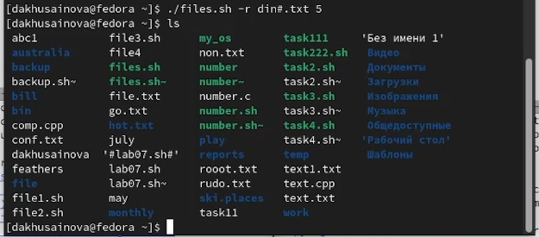 [dakhusainova@fedora ~]$ ./files.sh -r din#.txt 5
[dakhusainova@fedora ~]$ ls
abc1 file3.sh my_os task111 'Без имени 1'
australia file4 non.txt task222.sh Видео
backup files.sh number task2.sh Документы
backup.sh~ files.sh~ number~ task2.sh~ Загрузки
bill file.txt number.c task3.sh Изображения
bin go.txt number.sh task3.sh~ Музыка
comp.cpp hot.txt number.sh~ task4.sh Общедоступные
conf.txt july play task4.sh~ 'Рабочий стол'
dakhusainova '#lab07.sh#' reports temp Шаблоны
feathers lab07.sh rooot.txt text1.txt
file lab07.sh~ rudo.txt text.cpp
file1.sh may ski.places text.txt
file2.sh monthly task11 work
[dakhusainova@fedora ~]$